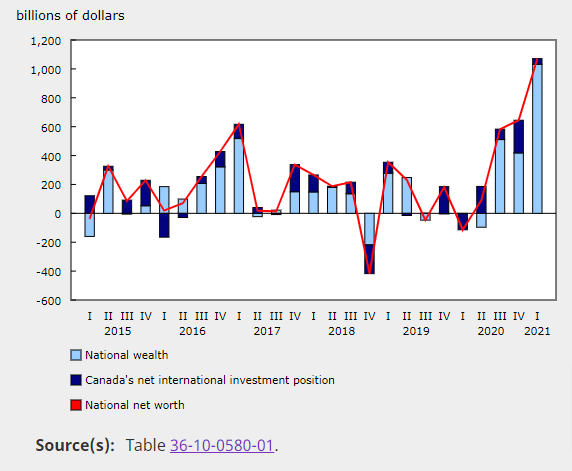 billions of dollars
1,200
1,000
800
600
400
200
0
-200
-400
-600
I II III IV I II III IV I II III IV I II III IV I II III IV I II III IV I
2015 2016 2017 2018 2019 2020 2021
National wealth
Canada's net international investment position
National net worth
Source(s): Table 36-10-0580-01.